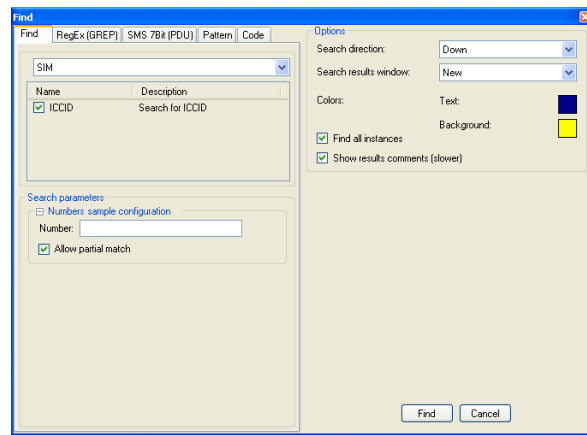 Find
Find RegEx (GREP) SMS 7Bit (PDU) Pattern Code
SIM
Name Description
ICCID Search for ICCID
Search parameters
Numbers sample configuration
Number:
Allow partial match
Options
Search direction: Down
Search results window: New
Colors: Text:
Background:
Find all instances
Show results comments (slower)
Find Cancel